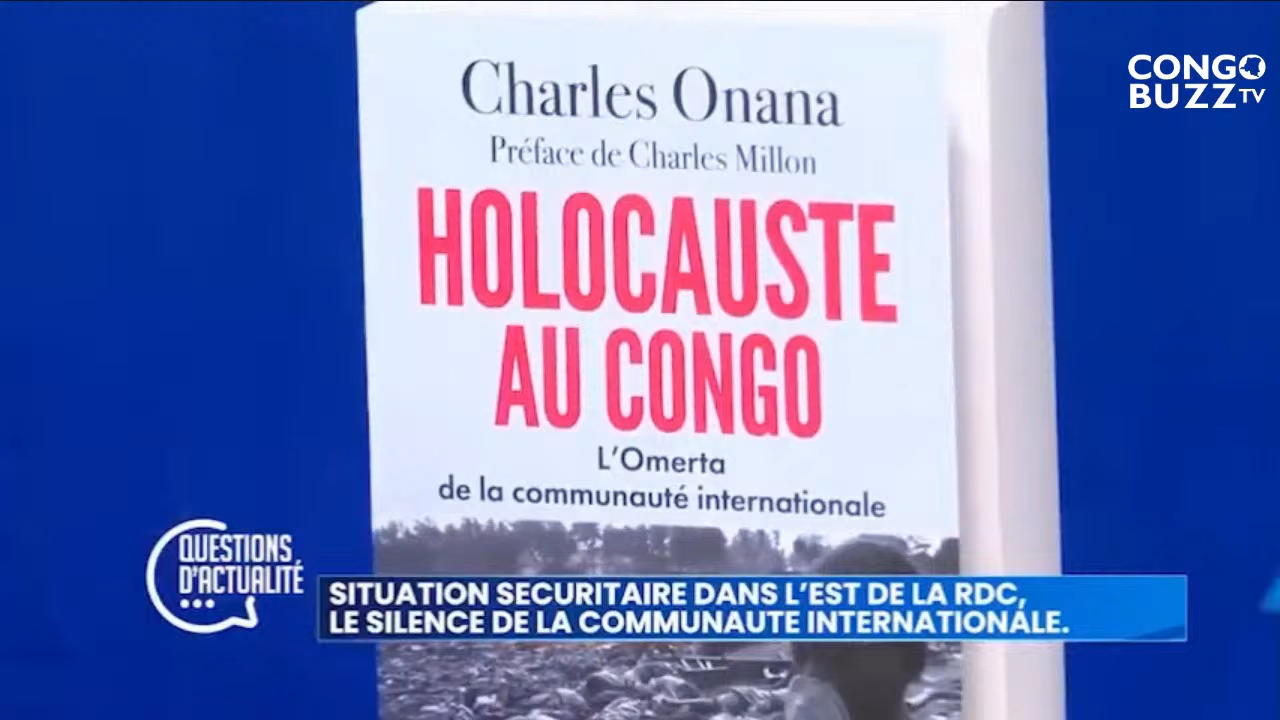 CONGO
BUZZ TV
Charles Onana
Préface de Charles Millon
HOLOCAUSTE
AU CONGO
L'Omerta
de la communauté internationale
QUESTIONS
D'ACTUALITÉ
SITUATION SECURITAIRE DANS L'EST DE LA RDC,
LE SILENCE DE LA COMMUNAUTE INTERNATIONALE.